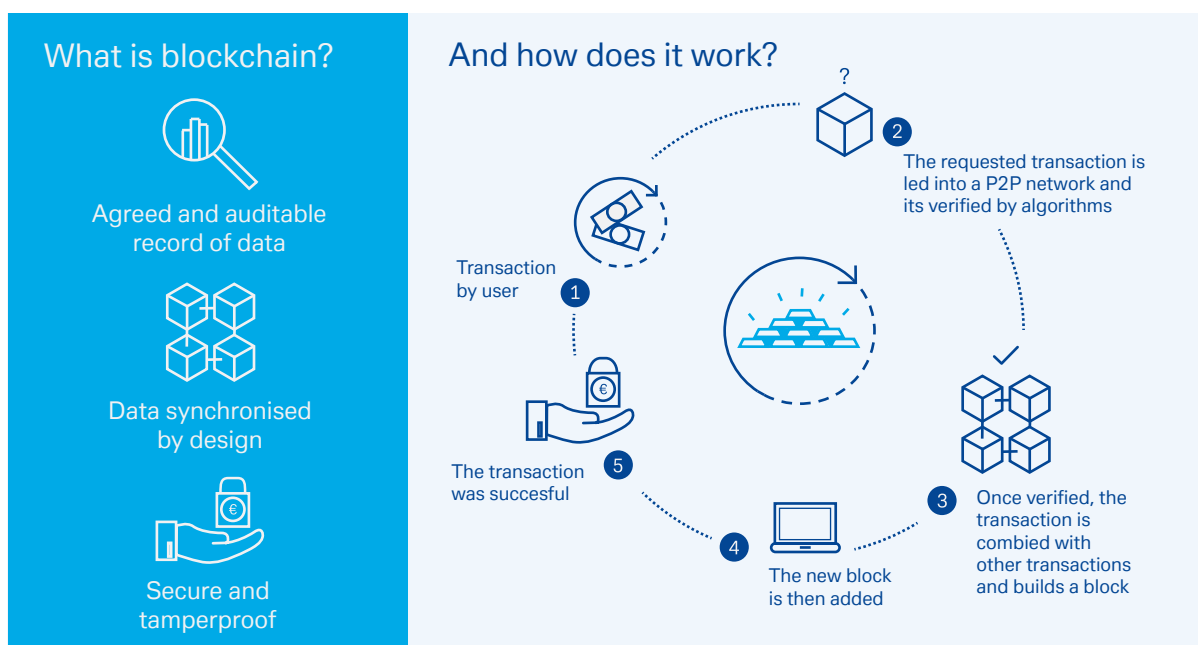 What is blockchain?
Agreed and auditable
record of data
Data synchronised
by design
€
Secure and
tamperproof
And how does it work?
Transaction
by user
1
?
2
The requested transaction is
led into a P2P network and
its verified by algorithms
3
Once verified, the
transaction is
combied with
other transactions
and builds a block
4
The new block
is then added
€
5
The transaction
was succesful